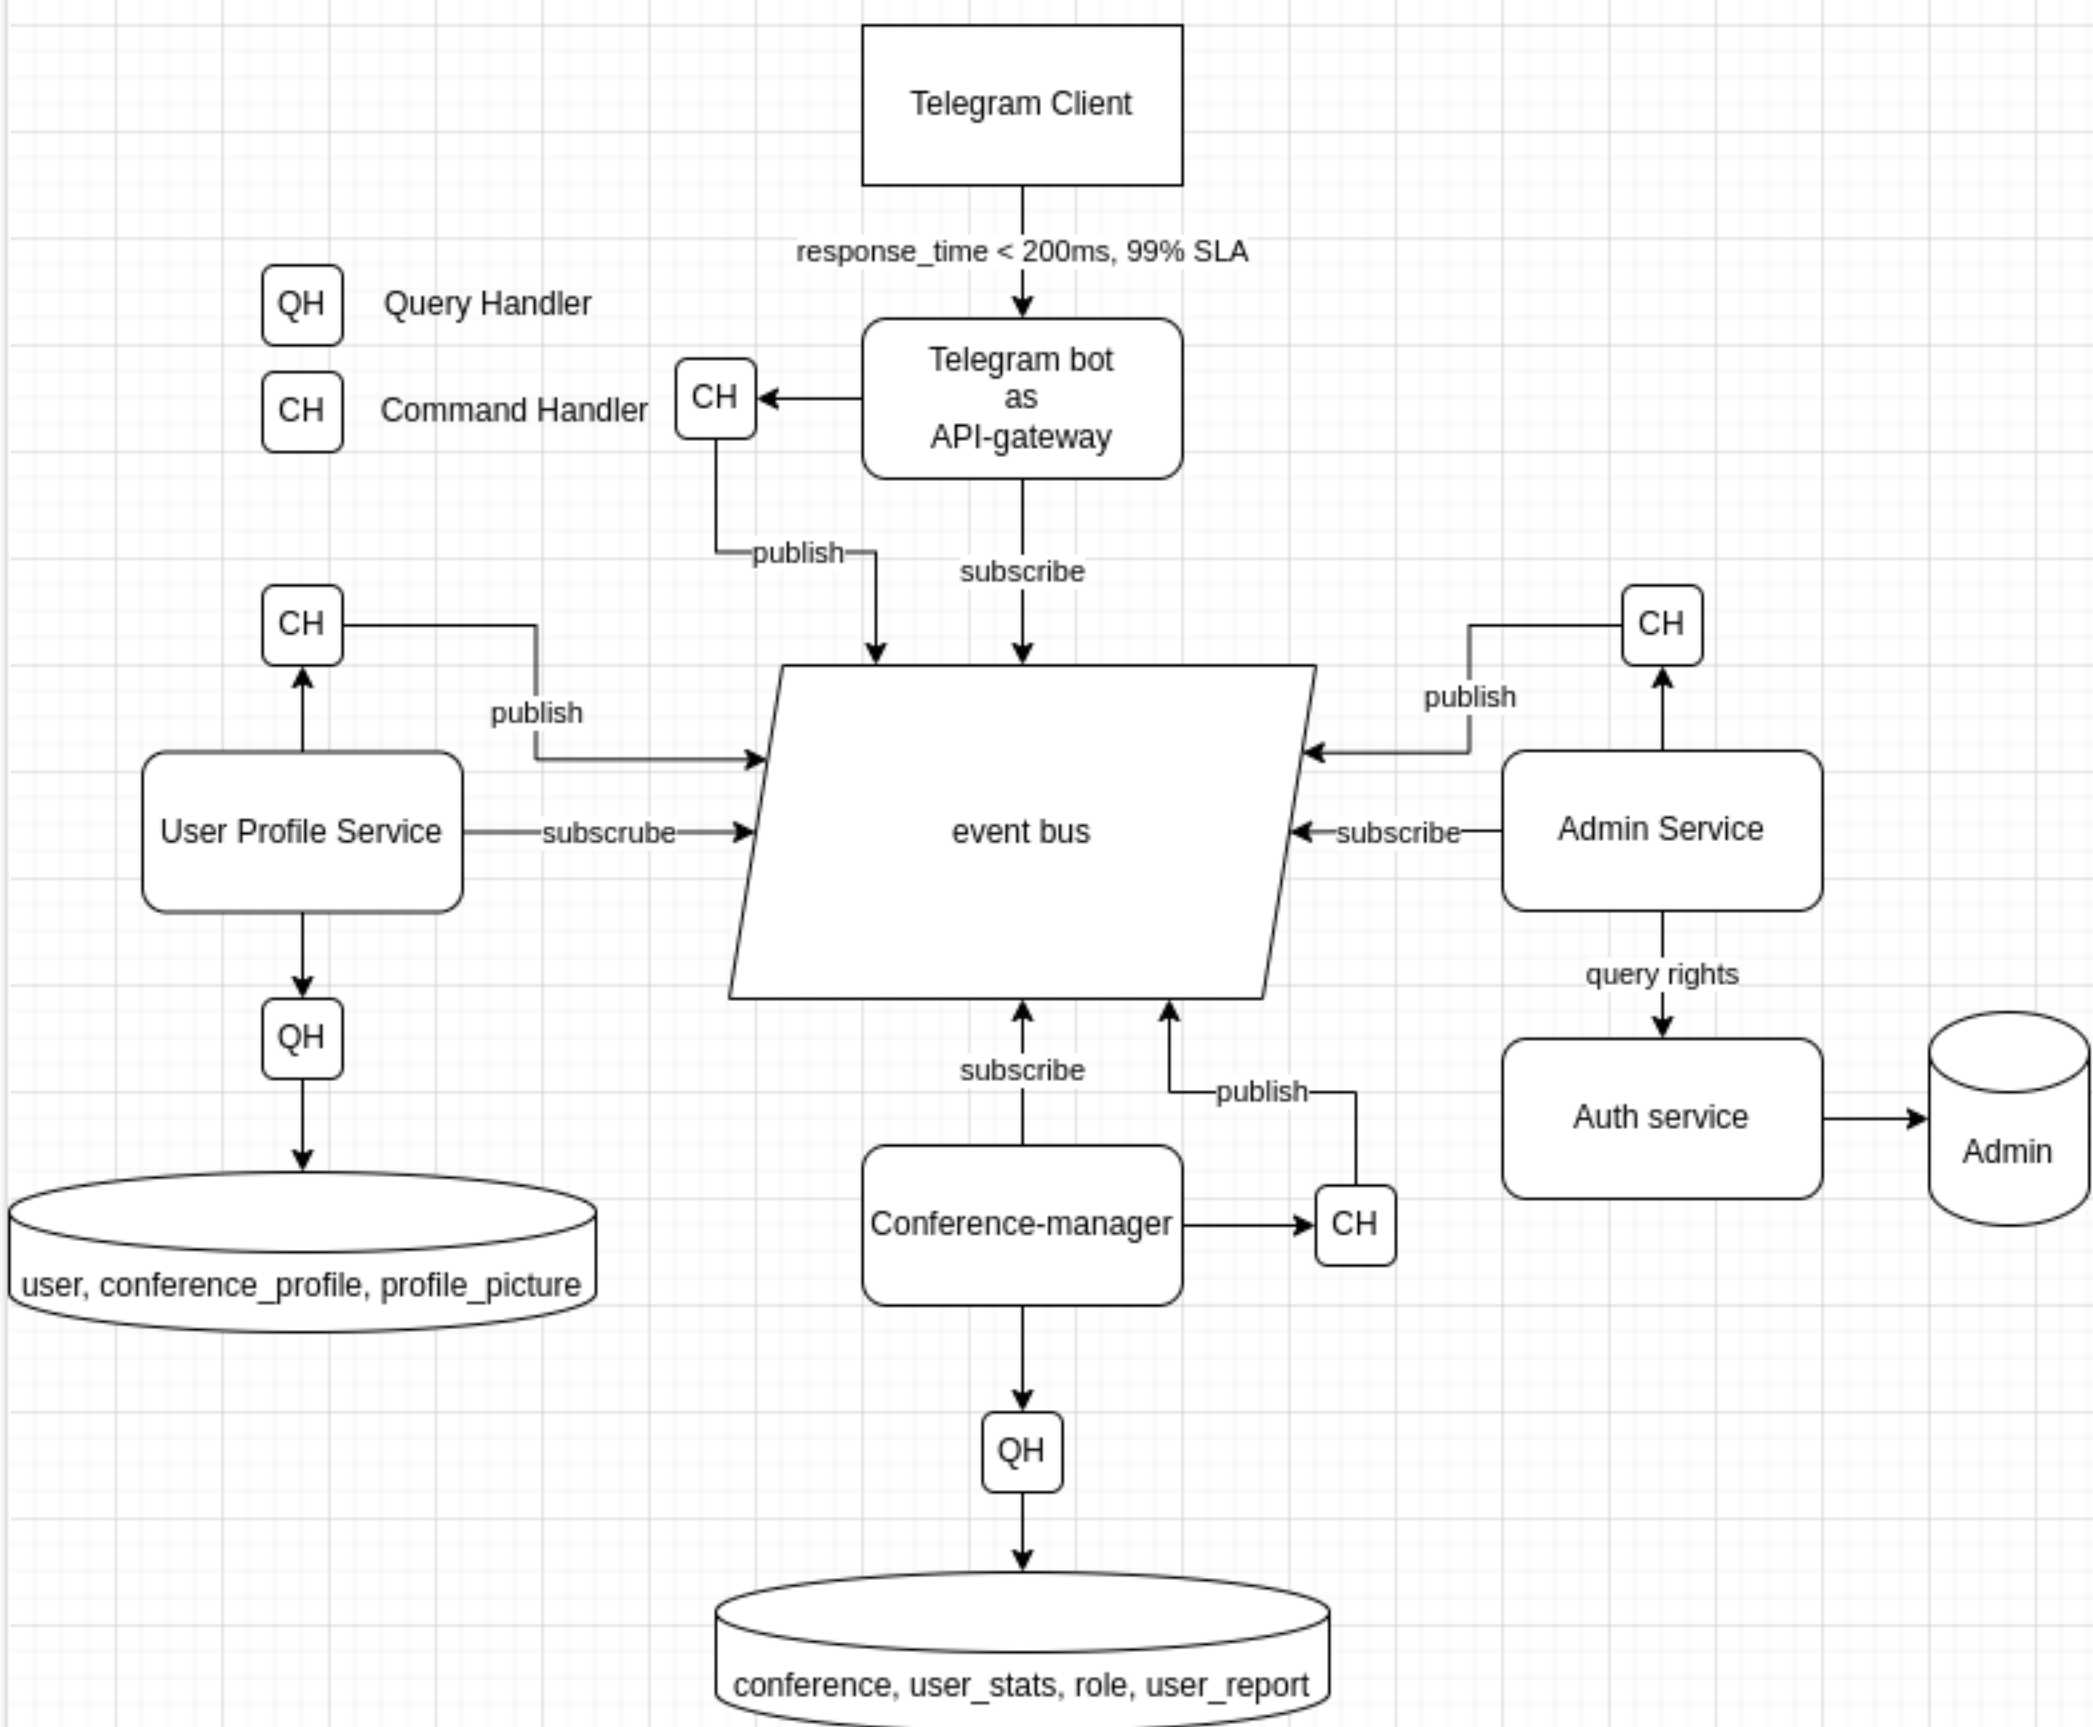 Telegram Client
response_time < 200ms, 99% SLA
QH
Query Handler
CH
Command Handler
CH
Telegram bot
as
API-gateway
publish
subscribe
CH
CH
publish
publish
User Profile Service
subscrube
event bus
subscribe
Admin Service
query rights
QH
subscribe
publish
Auth service
Admin
user, conference_profile, profile_picture
Conference-manager
CH
QH
conference, user_stats, role, user_report